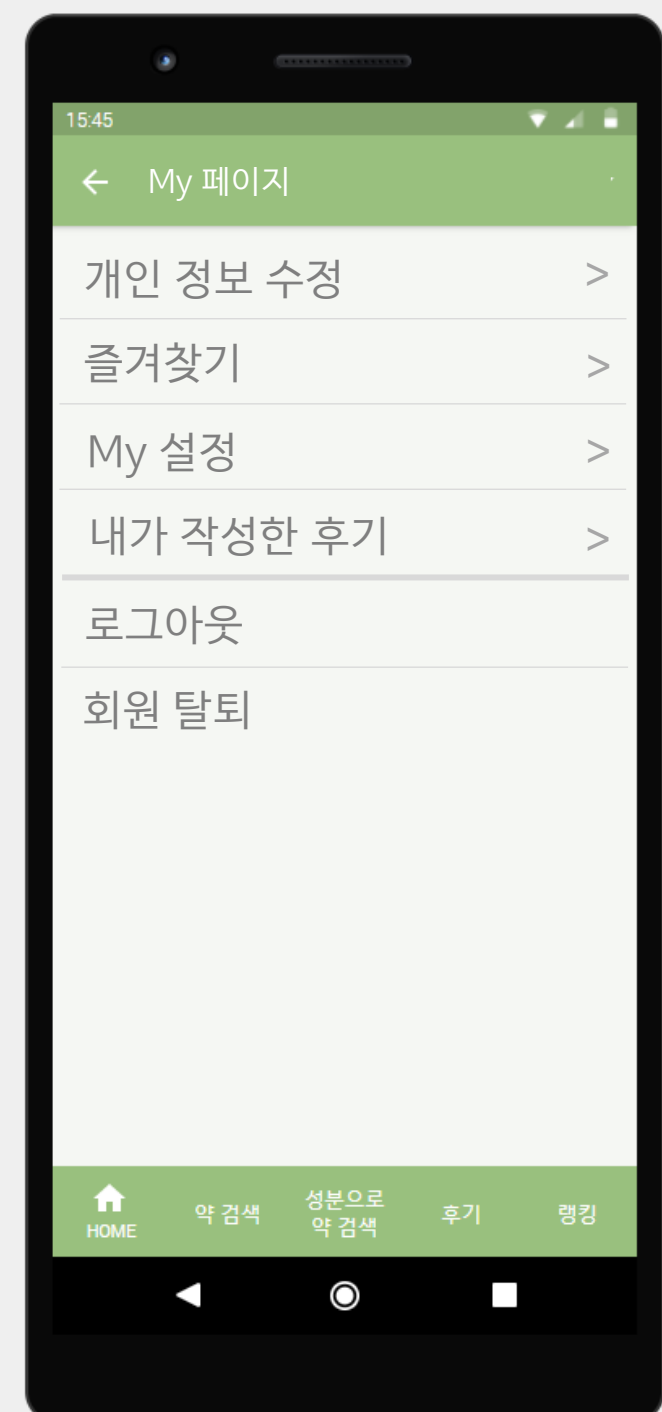 15:45
My 페이지
개인 정보 수정 >
즐겨찾기 >
My 설정 >
내가 작성한 후기 >
로그아웃
회원 탈퇴
HOME
약 검색
성분으로
약 검색
후기
랭킹